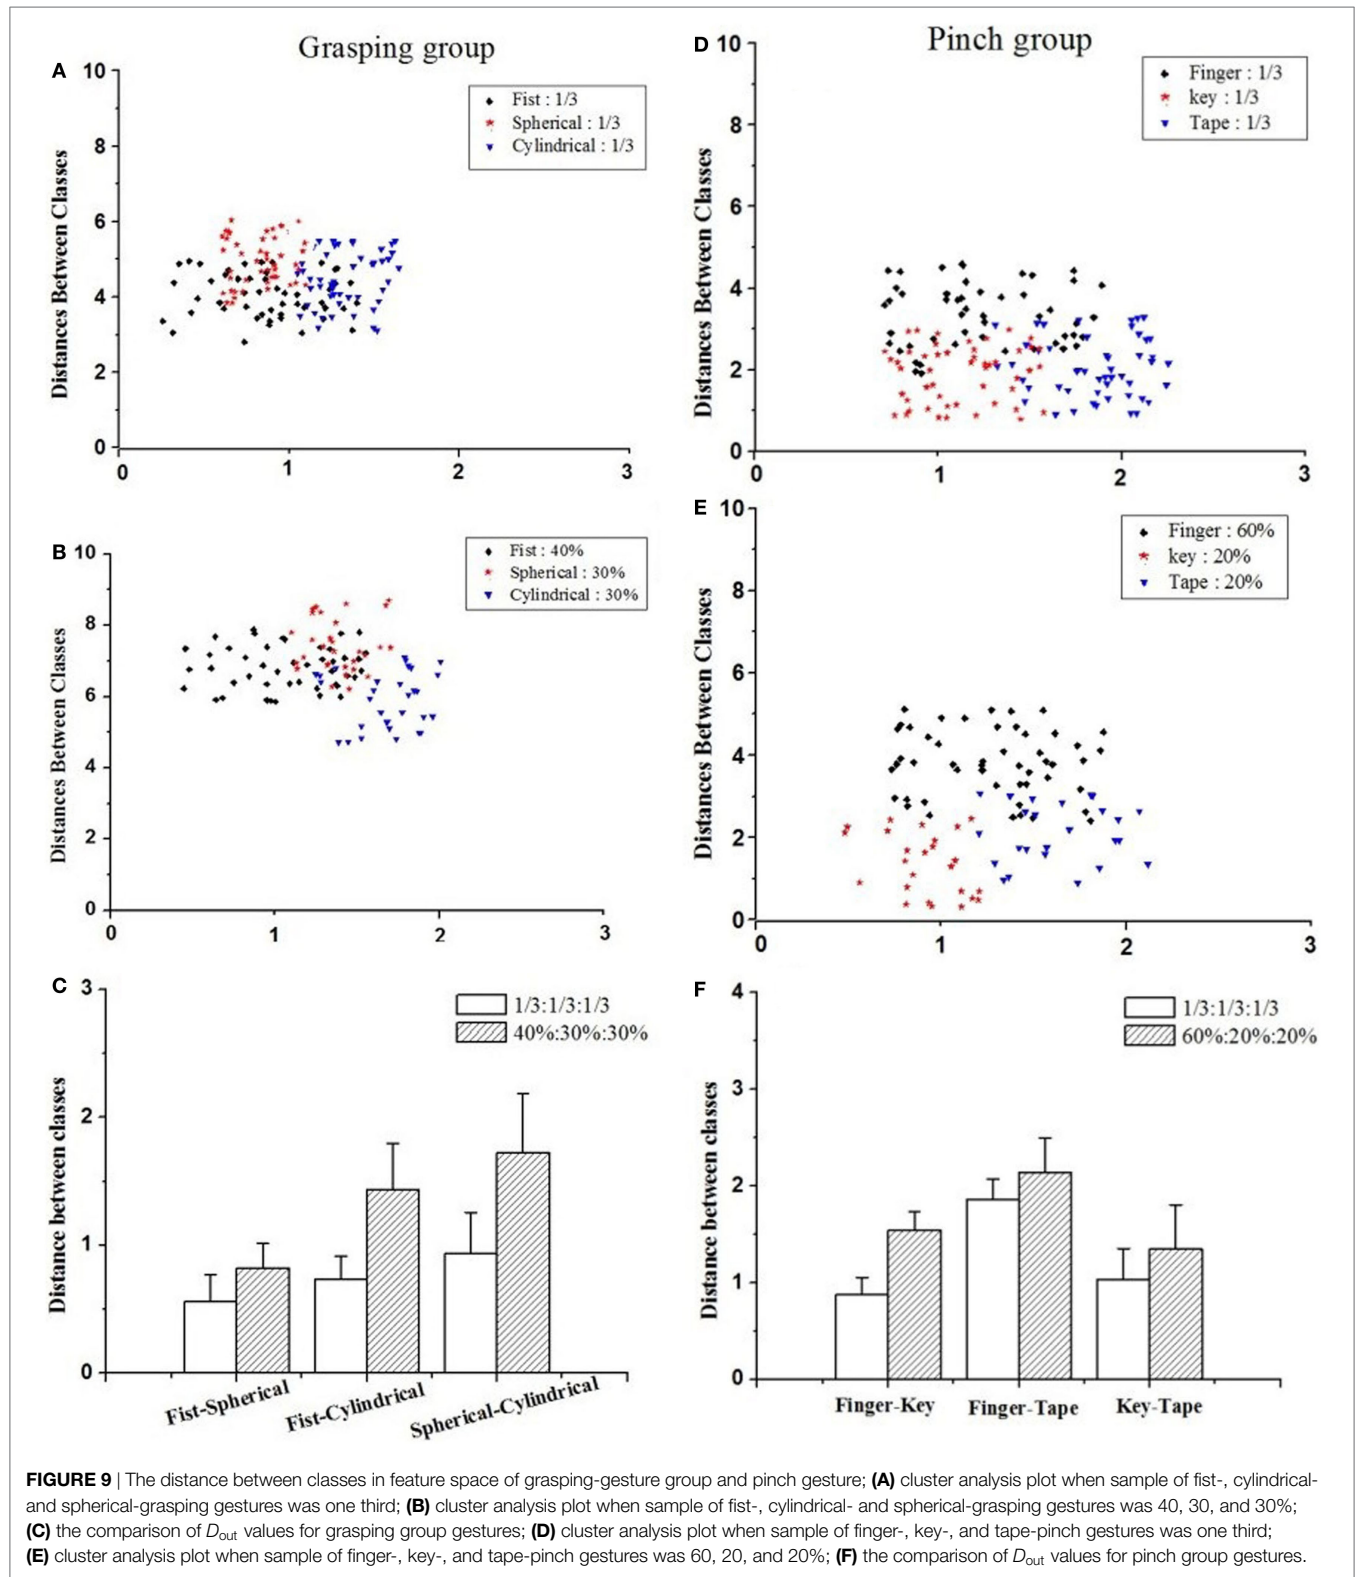 Grasping group
A
10
8
6
4
2
0
Distances Between Classes
Fist : 1/3
Spherical : 1/3
Cylindrical : 1/3
0 1 2 3
Pinch group
D
10
8
6
4
2
0
Distances Between Classes
Finger : 1/3
key : 1/3
Tape : 1/3
0 1 2 3
B
10
8
6
4
2
0
Distances Between Classes
Fist : 40%
Spherical : 30%
Cylindrical : 30%
0 1 2 3
E
10
8
6
4
2
0
Distances Between Classes
Finger : 60%
key : 20%
Tape : 20%
0 1 2 3
C
3
2
1
0
Distance between classes
1/3:1/3:1/3
40%:30%:30%
Fist-Spherical
Fist-Cylindrical
Spherical-Cylindrical
F
4
3
2
1
0
Distance between classes
1/3:1/3:1/3
60%:20%:20%
Finger-Key
Finger-Tape
Key-Tape
FIGURE 9 | The distance between classes in feature space of grasping-gesture group and pinch gesture; (A) cluster analysis plot when sample of fist-, cylindrical-
and spherical-grasping gestures was one third; (B) cluster analysis plot when sample of fist-, cylindrical- and spherical-grasping gestures was 40, 30, and 30%;
(C) the comparison of Dout values for grasping group gestures; (D) cluster analysis plot when sample of finger-, key-, and tape-pinch gestures was one third;
(E) cluster analysis plot when sample of finger-, key-, and tape-pinch gestures was 60, 20, and 20%; (F) the comparison of Dout values for pinch group gestures.